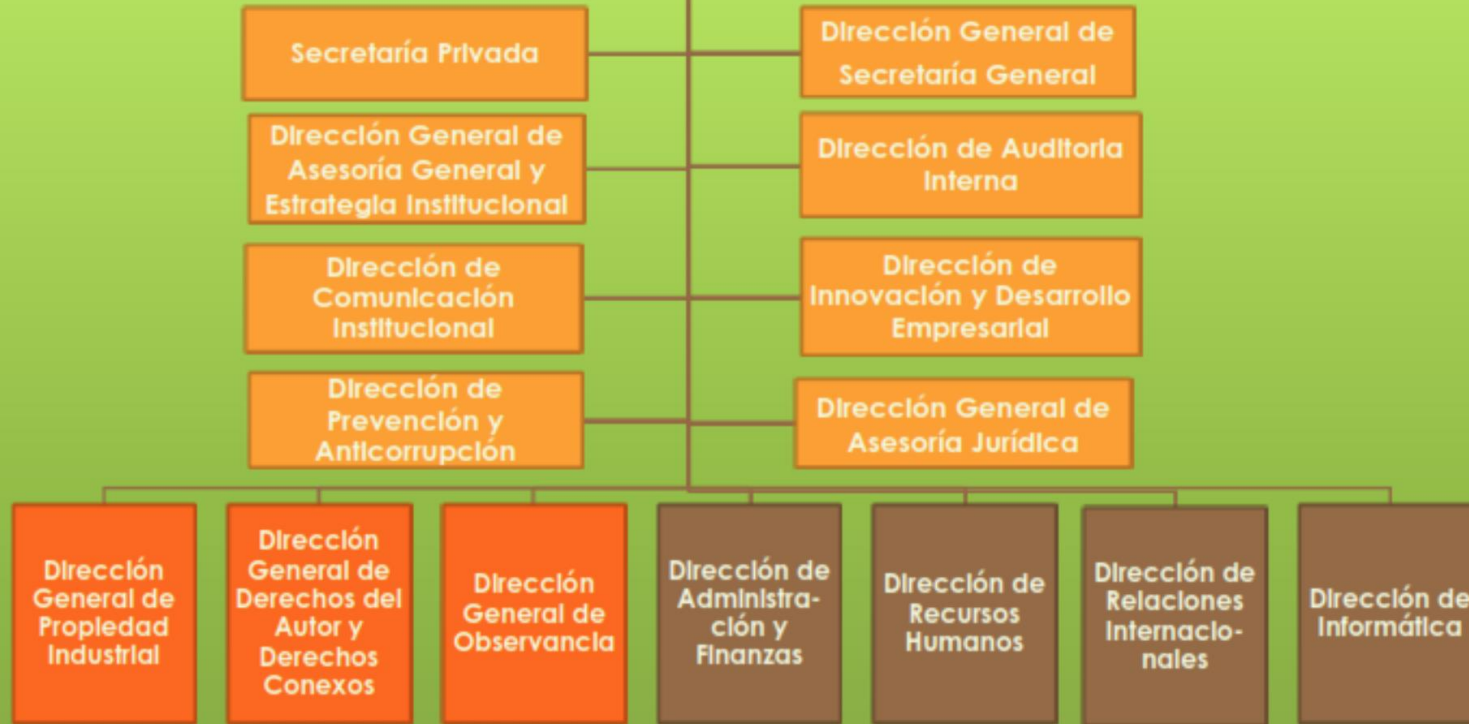 Secretaría Privada
Dirección General de
Secretaría General
Dirección General de
Asesoría General y
Estrategia Institucional
Dirección de Auditoria
Interna
Dirección de
Comunicación
Institucional
Dirección de
Innovación y Desarrollo
Empresarial
Dirección de
Prevención y
Anticorrupción
Dirección General de
Asesoría Jurídica
Dirección
General de
Propiedad
Industrial
Dirección
General de
Derechos del
Autor y
Derechos
Conexos
Dirección
General de
Observancia
Dirección de
Administra-
ción y
Finanzas
Dirección de
Recursos
Humanos
Dirección de
Relaciones
Internacio-
nales
Dirección de
Informática